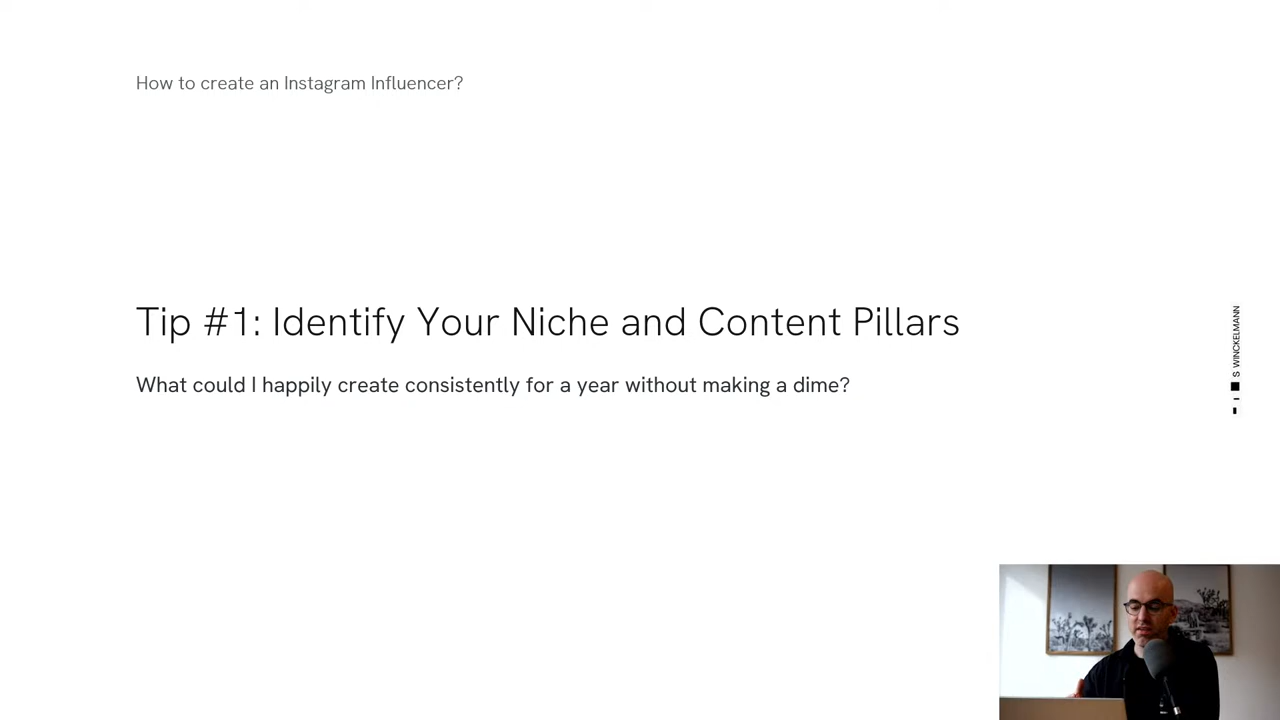 How to create an Instagram Influencer?
Tip #1: Identify Your Niche and Content Pillars
What could I happily create consistently for a year without making a dime?
S WINCKELMANN